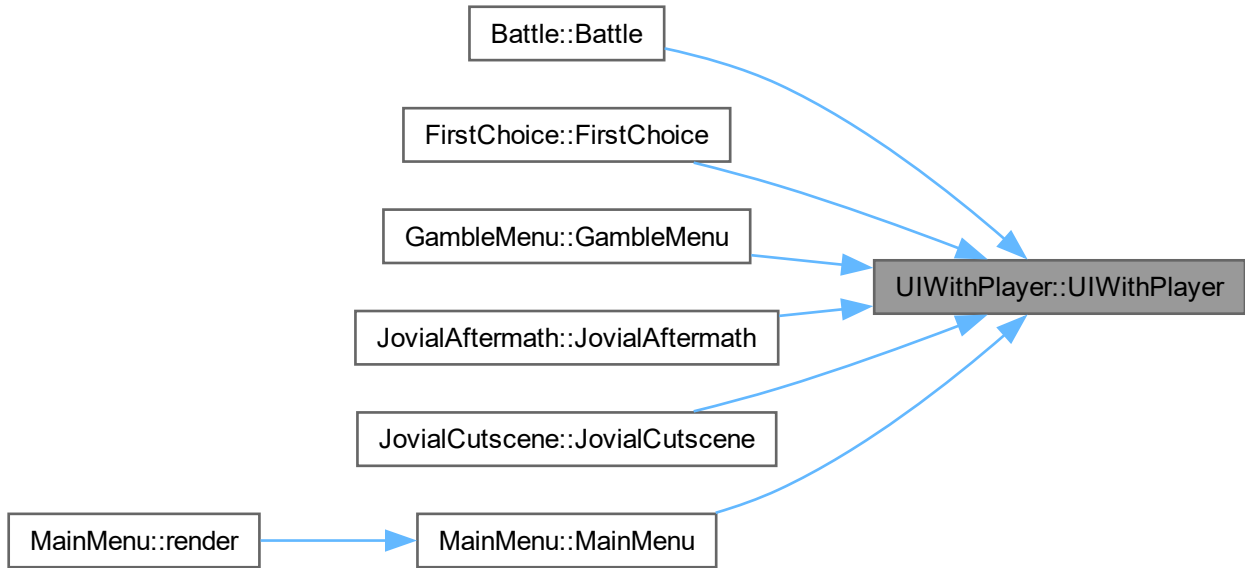 Battle::Battle
FirstChoice::FirstChoice
GambleMenu::GambleMenu
UIWithPlayer::UIWithPlayer
JovialAftermath::JovialAftermath
JovialCutscene::JovialCutscene
MainMenu::render
MainMenu::MainMenu